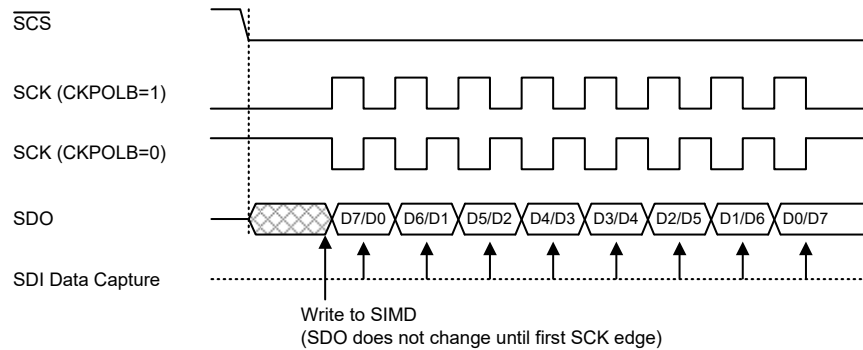 SCS
SCK (CKPOLB=1)
SCK (CKPOLB=0)
SDO
D7/D0 D6/D1 D5/D2 D4/D3 D3/D4 D2/D5 D1/D6 D0/D7
SDI Data Capture
Write to SIMD
(SDO does not change until first SCK edge)